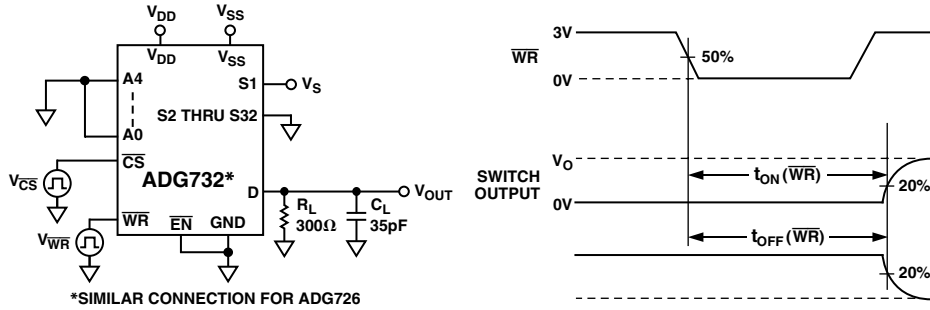 VDD
VSS
VDD
VSS
A4
A0
CS
VCS
WR
VWR
S1
VS
S2 THRU S32
ADG732*
D
VOUT
RL
300Ω
CL
35pF
EN
GND
*SIMILAR CONNECTION FOR ADG726
3V
WR
0V
50%
VO
SWITCH
OUTPUT
0V
tON (WR)
20%
tOFF (WR)
20%